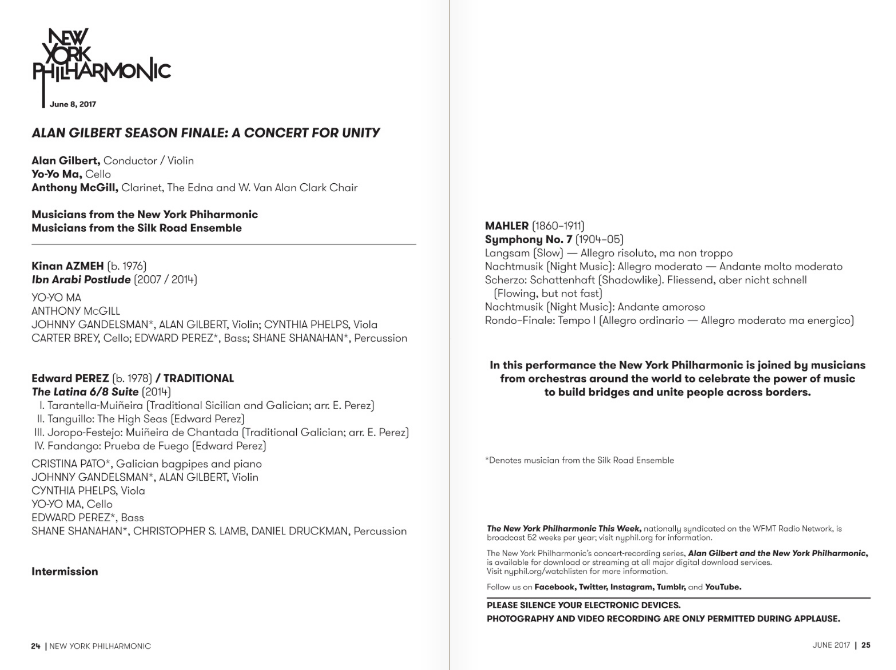 NEW
YORK
PHILHARMONIC
June 8, 2017
ALAN GILBERT SEASON FINALE: A CONCERT FOR UNITY
Alan Gilbert, Conductor / Violin
Yo-Yo Ma, Cello
Anthony McGill, Clarinet, The Edna and W. Van Alan Clark Chair
Musicians from the New York Phiharmonic
Musicians from the Silk Road Ensemble
Kinan AZMEH (b. 1976)
Ibn Arabi Postlude (2007 / 2014)
YO-YO MA
ANTHONY McGILL
JOHNNY GANDELSMAN*, ALAN GILBERT, Violin; CYNTHIA PHELPS, Viola
CARTER BREY, Cello; EDWARD PEREZ*, Bass; SHANE SHANAHAN*, Percussion
Edward PEREZ (b. 1978) / TRADITIONAL
The Latina 6/8 Suite (2014)
I. Tarantella-Muiñeira (Traditional Sicilian and Galician; arr. E. Perez)
II. Tanguillo: The High Seas (Edward Perez)
III. Joropo-Festejo: Muiñeira de Chantada (Traditional Galician; arr. E. Perez)
IV. Fandango: Prueba de Fuego (Edward Perez)
CRISTINA PATO*, Galician bagpipes and piano
JOHNNY GANDELSMAN*, ALAN GILBERT, Violin
CYNTHIA PHELPS, Viola
YO-YO MA, Cello
EDWARD PEREZ*, Bass
SHANE SHANAHAN*, CHRISTOPHER S. LAMB, DANIEL DRUCKMAN, Percussion
Intermission
24 | NEW YORK PHILHARMONIC
MAHLER (1860–1911)
Symphony No. 7 (1904–05)
Langsam (Slow) — Allegro risoluto, ma non troppo
Nachtmusik (Night Music): Allegro moderato — Andante molto moderato
Scherzo: Schattenhaft (Shadowlike). Fliessend, aber nicht schnell
(Flowing, but not fast)
Nachtmusik (Night Music): Andante amoroso
Rondo–Finale: Tempo I (Allegro ordinario — Allegro moderato ma energico)
In this performance the New York Philharmonic is joined by musicians
from orchestras around the world to celebrate the power of music
to build bridges and unite people across borders.
*Denotes musician from the Silk Road Ensemble
The New York Philharmonic This Week, nationally syndicated on the WFMT Radio Network, is
broadcast 52 weeks per year; visit nyphil.org for information.
The New York Philharmonic's concert-recording series, Alan Gilbert and the New York Philharmonic,
is available for download or streaming at all major digital download services.
Visit nyphil.org/watchlisten for more information.
Follow us on Facebook, Twitter, Instagram, Tumblr, and YouTube.
PLEASE SILENCE YOUR ELECTRONIC DEVICES.
PHOTOGRAPHY AND VIDEO RECORDING ARE ONLY PERMITTED DURING APPLAUSE.
JUNE 2017 | 25